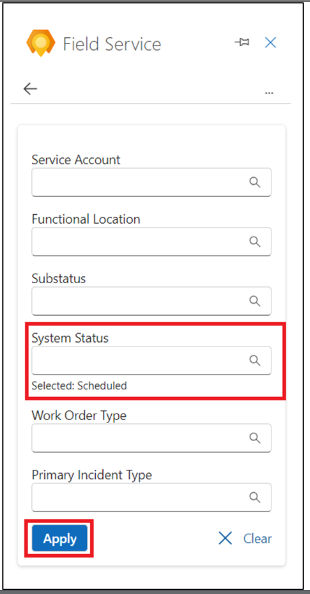 Field Service
...
Service Account
Functional Location
Substatus
System Status
Selected: Scheduled
Work Order Type
Primary Incident Type
Apply
Clear